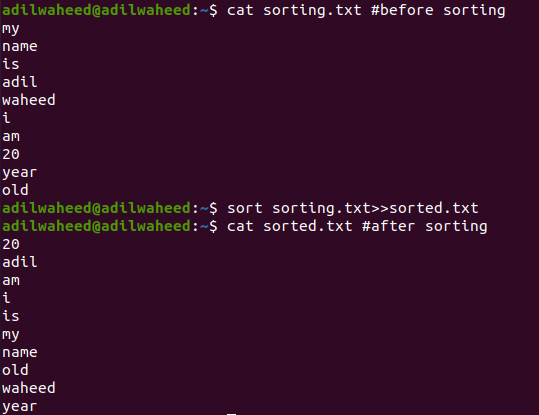 adilwaheed@adilwaheed:~$ cat sorting.txt #before sorting
my
name
is
adil
waheed
i
am
20
year
old
adilwaheed@adilwaheed:~$ sort sorting.txt>>sorted.txt
adilwaheed@adilwaheed:~$ cat sorted.txt #after sorting
20
adil
am
i
is
my
name
old
waheed
year